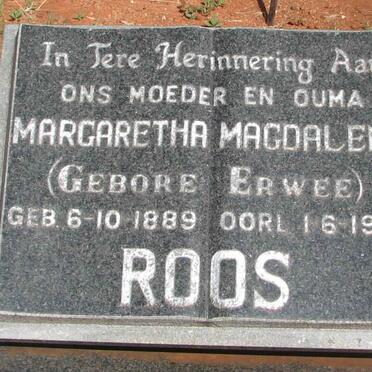 In Tere Herinnering Aan
ONS MOEDER EN OUMA
MARGARETHA MAGDALE
(GEBORE ERWEE)
GEB. 6-10-1889 OORL 1-6-19
ROOS